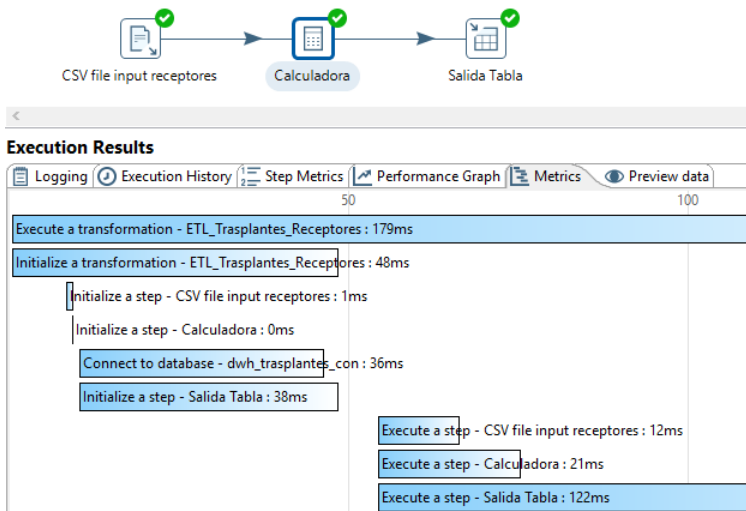 CSV file input receptores
Calculadora
Salida Tabla
Execution Results
Logging
Execution History
Step Metrics
Performance Graph
Metrics
Preview data
50
100
Execute a transformation - ETL_Trasplantes_Receptores : 179ms
Initialize a transformation - ETL_Trasplantes_Receptores : 48ms
Initialize a step - CSV file input receptores : 1ms
Initialize a step - Calculadora : 0ms
Connect to database - dwh_trasplantes_con : 36ms
Initialize a step - Salida Tabla : 38ms
Execute a step - CSV file input receptores : 12ms
Execute a step - Calculadora : 21ms
Execute a step - Salida Tabla : 122ms